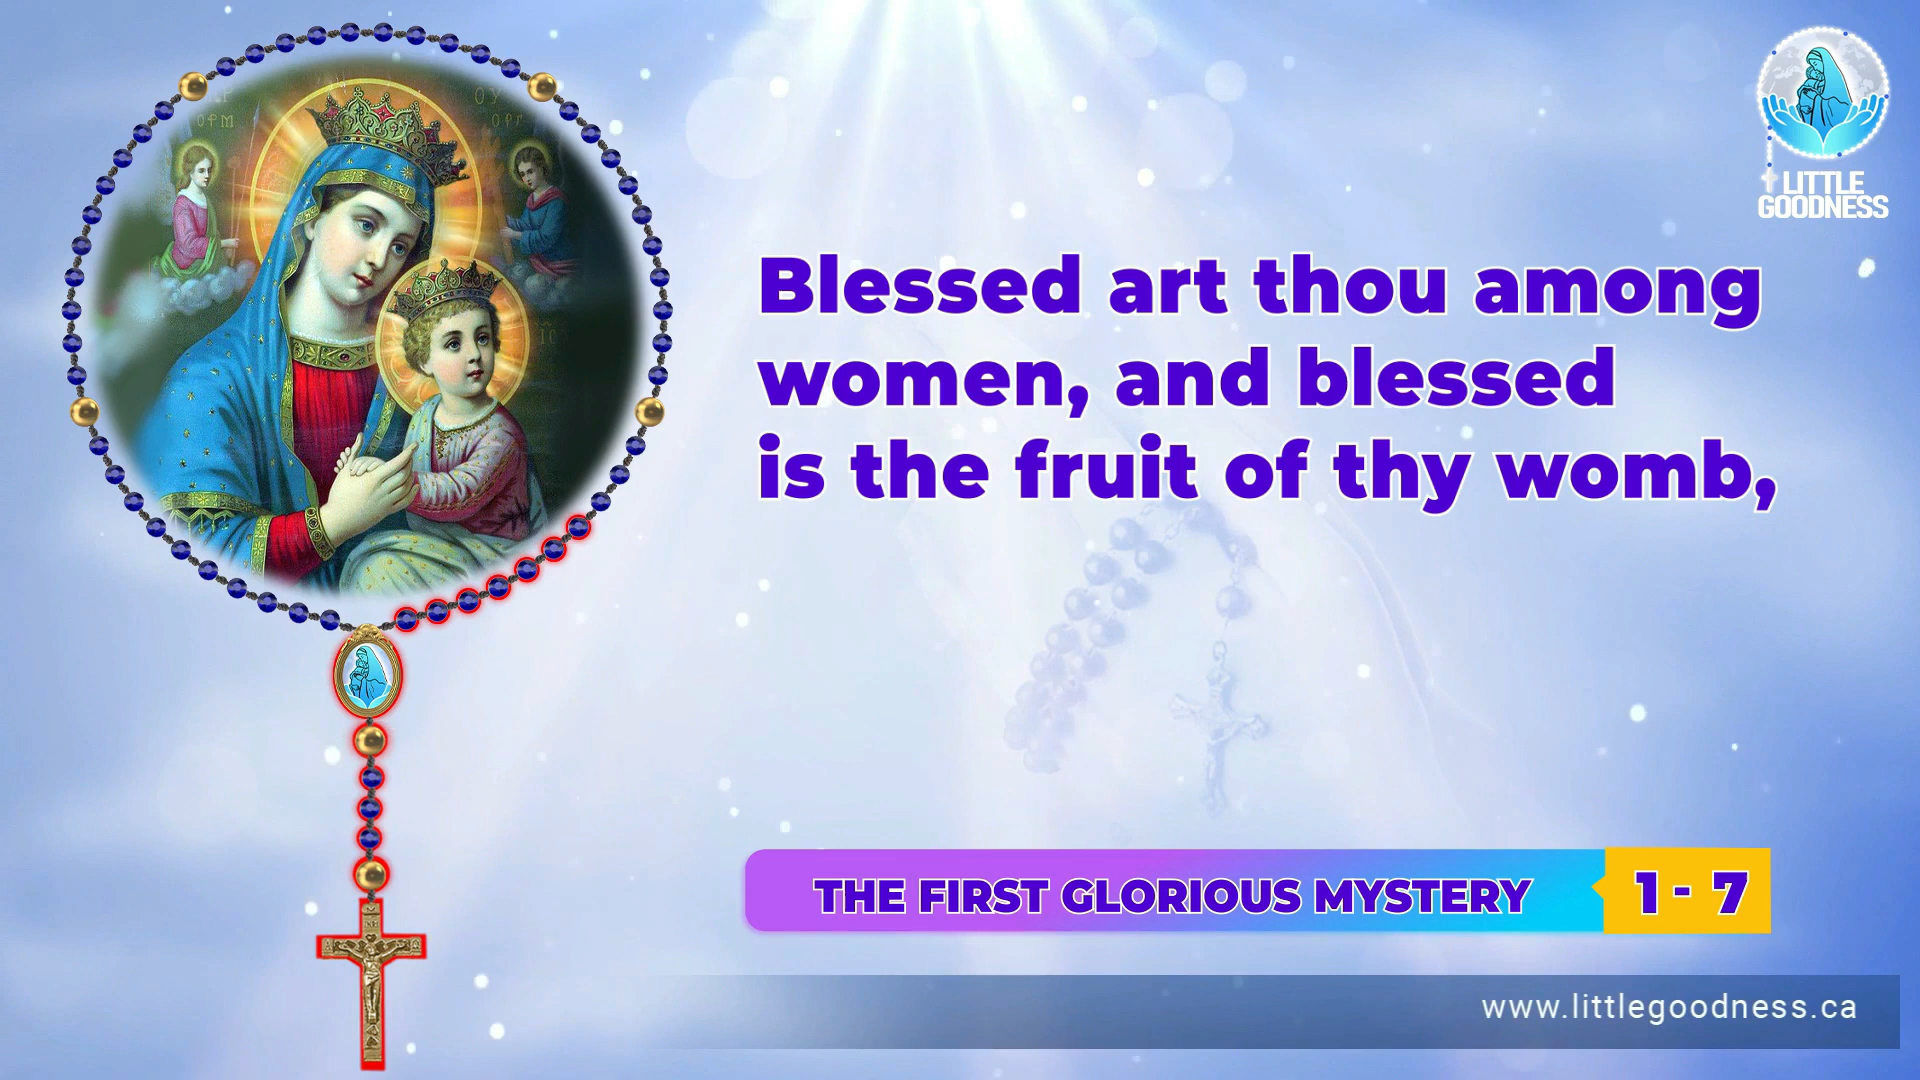 LITTLE
GOODNESS
Blessed art thou among
women, and blessed
is the fruit of thy womb,
THE FIRST GLORIOUS MYSTERY 1 - 7
www.littlegoodness.ca